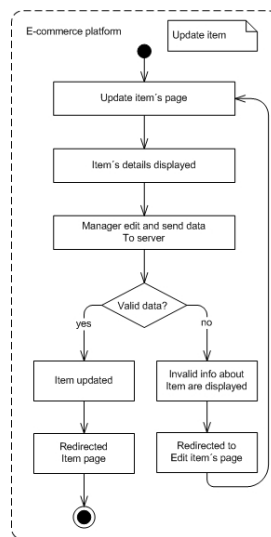 E-commerce platform
Update item
Update item´s page
Item´s details displayed
Manager edit and send data
To server
Valid data?
yes
no
Item updated
Invalid info about
Item are displayed
Redirected
Item page
Redirected to
Edit item´s page